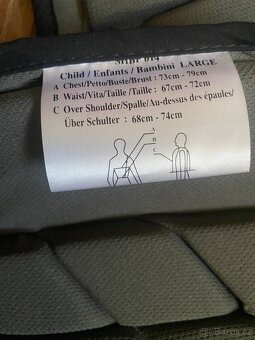 Child / Enfants / Bambini LARGE
A Chest/Petto/Buste/Brust : 73cm - 79cm
B Waist/Vita/Taille / Taille : 67cm - 72cm
C Over Shoulder/Spalle/Au-dessus des épaules/
Über Schulter : 68cm - 74cm
A
B
C